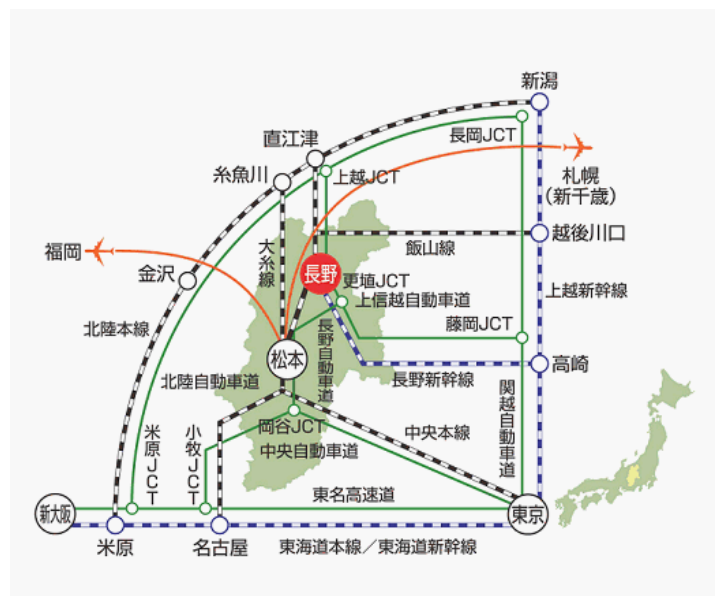 新潟
長岡JCT
直江津
札幌
(新千歳)
上越JCT
糸魚川
越後川口
飯山線
大糸線
福岡
金沢
長野
更埴JCT
上信越自動車道
上越新幹線
藤岡JCT
北陸本線
長野自動車道
松本
高崎
長野新幹線
北陸自動車道
関越自動車道
米原JCT
小牧JCT
岡谷JCT
中央本線
中央自動車道
東名高速道
新大阪
東京
米原
名古屋
東海道本線/東海道新幹線